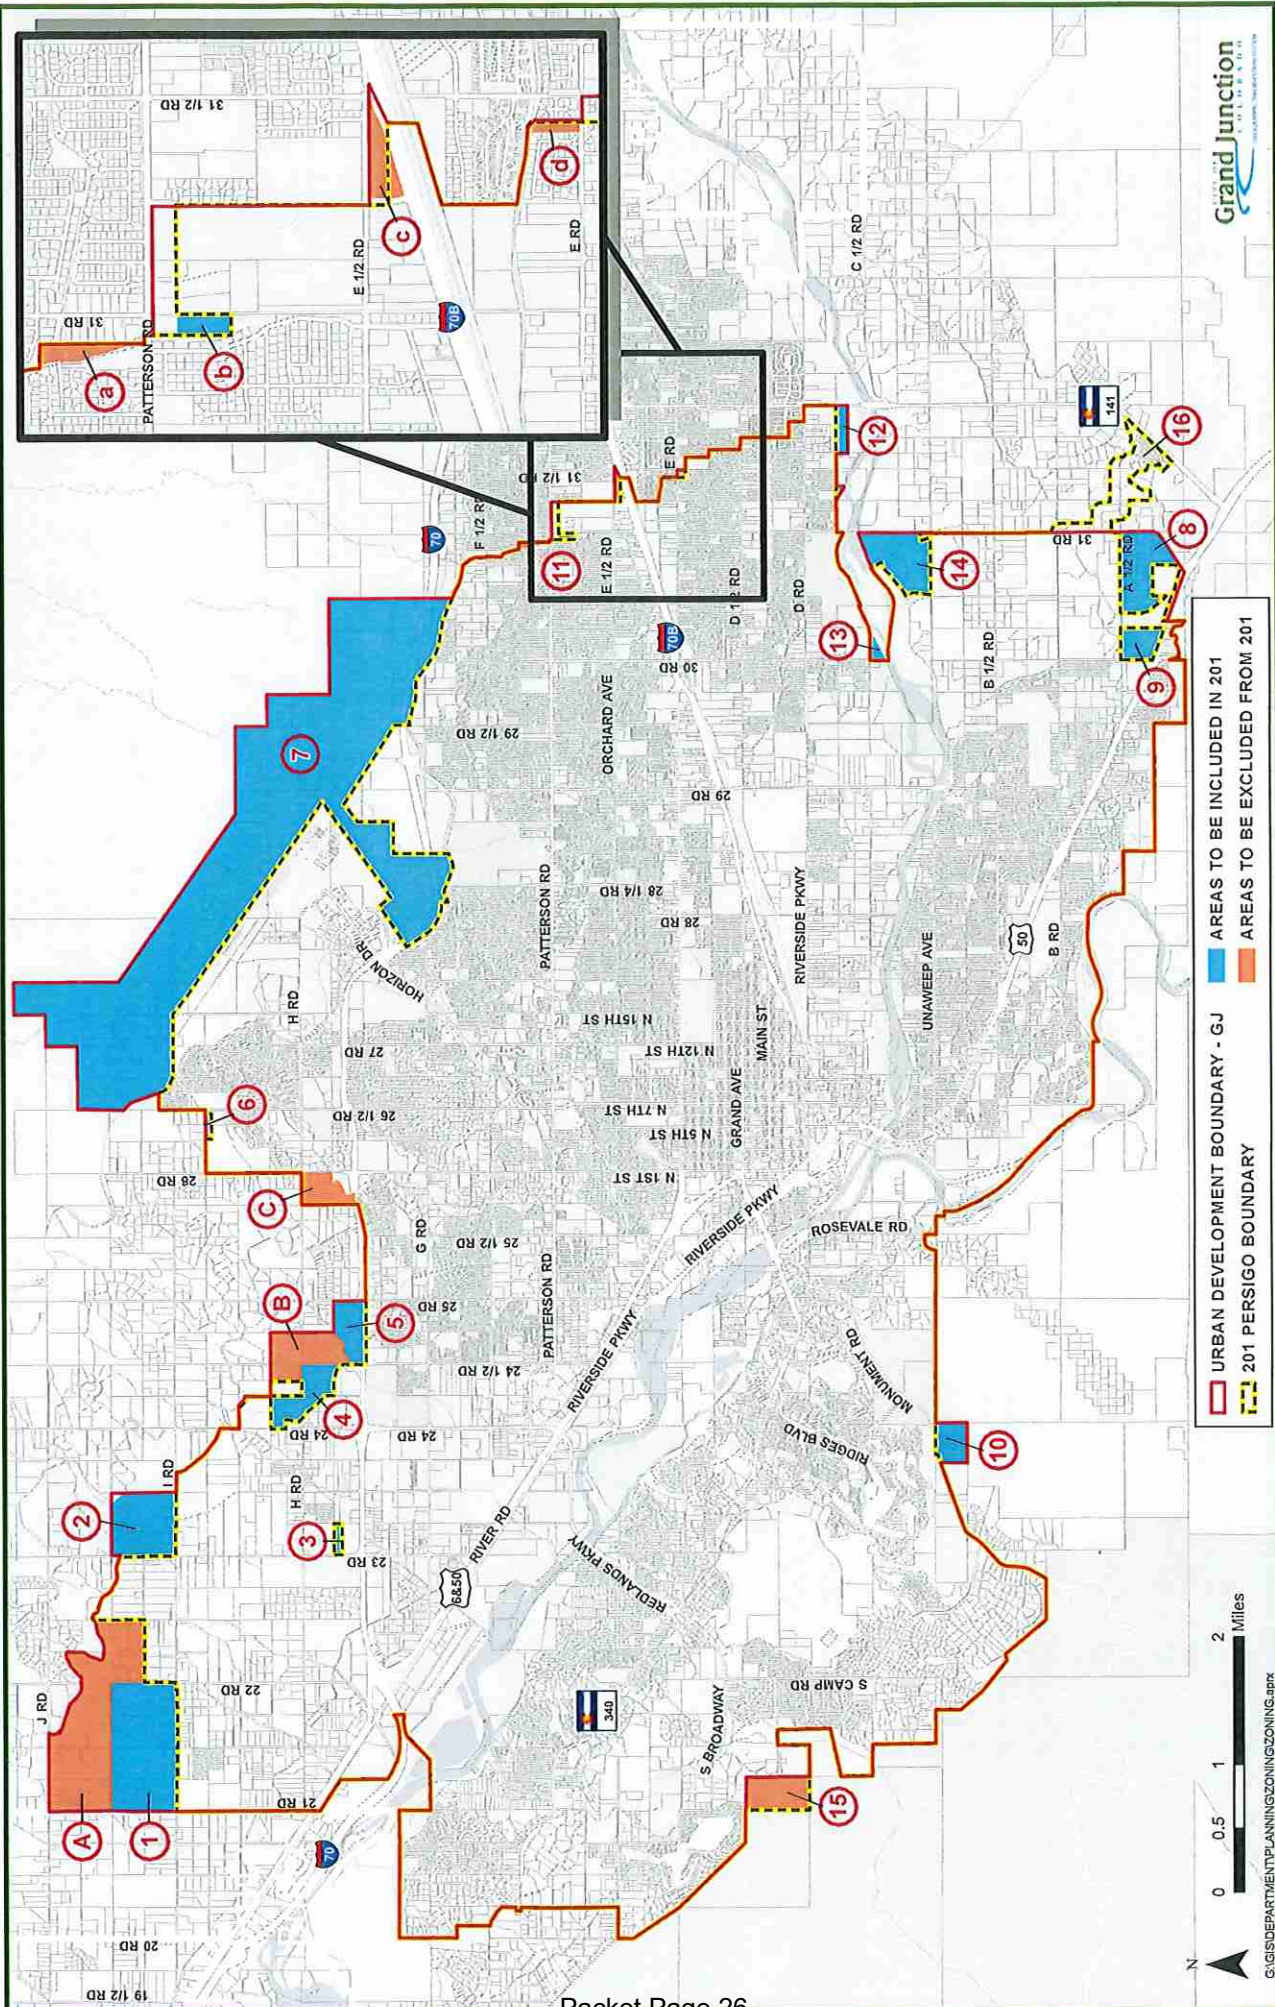 J RD
A
1
2
I RD
21 RD
22 RD
20 RD
19 1/2 RD
70
3
H RD
23 RD
24 RD
4
B
5
24 RD
25 RD
24 1/2 RD
G RD
25 1/2 RD
C
26 RD
6
26 1/2 RD
27 RD
H RD
HORIZON DR
7
29 1/2 RD
70
F 1/2 RD
31 1/2 RD
11
E 1/2 RD
E RD
PATTERSON RD
PATTERSON RD
ORCHARD AVE
28 1/4 RD
28 RD
29 RD
30 RD
70B
D 1/2 RD
D RD
N 15TH ST
N 12TH ST
N 7TH ST
N 5TH ST
N 1ST ST
GRAND AVE
MAIN ST
RIVERSIDE PKWY
RIVERSIDE PKWY
RIVERSIDE PKWY
RIVER RD
6&50
REDLANDS PKWY
340
S BROADWAY
S CAMP RD
RIDGES BLVD
MONUMENT RD
ROSEVALE RD
UNAWEEP AVE
50
B RD
B 1/2 RD
C 1/2 RD
12
13
14
31 RD
A 1/2 RD
8
9
10
15
16
141
31 1/2 RD
31 RD
a
PATTERSON RD
b
E 1/2 RD
c
70B
d
E RD
CITY OF
Grand Junction
COLORADO
URBAN DEVELOPMENT BOUNDARY - GJ
201 PERSIGO BOUNDARY
AREAS TO BE INCLUDED IN 201
AREAS TO BE EXCLUDED FROM 201
N
0 0.5 1 2
Miles
G:\GIS\DEPARTMENT\PLANNING\ZONING\ZONING.aprx
Packet Page 26